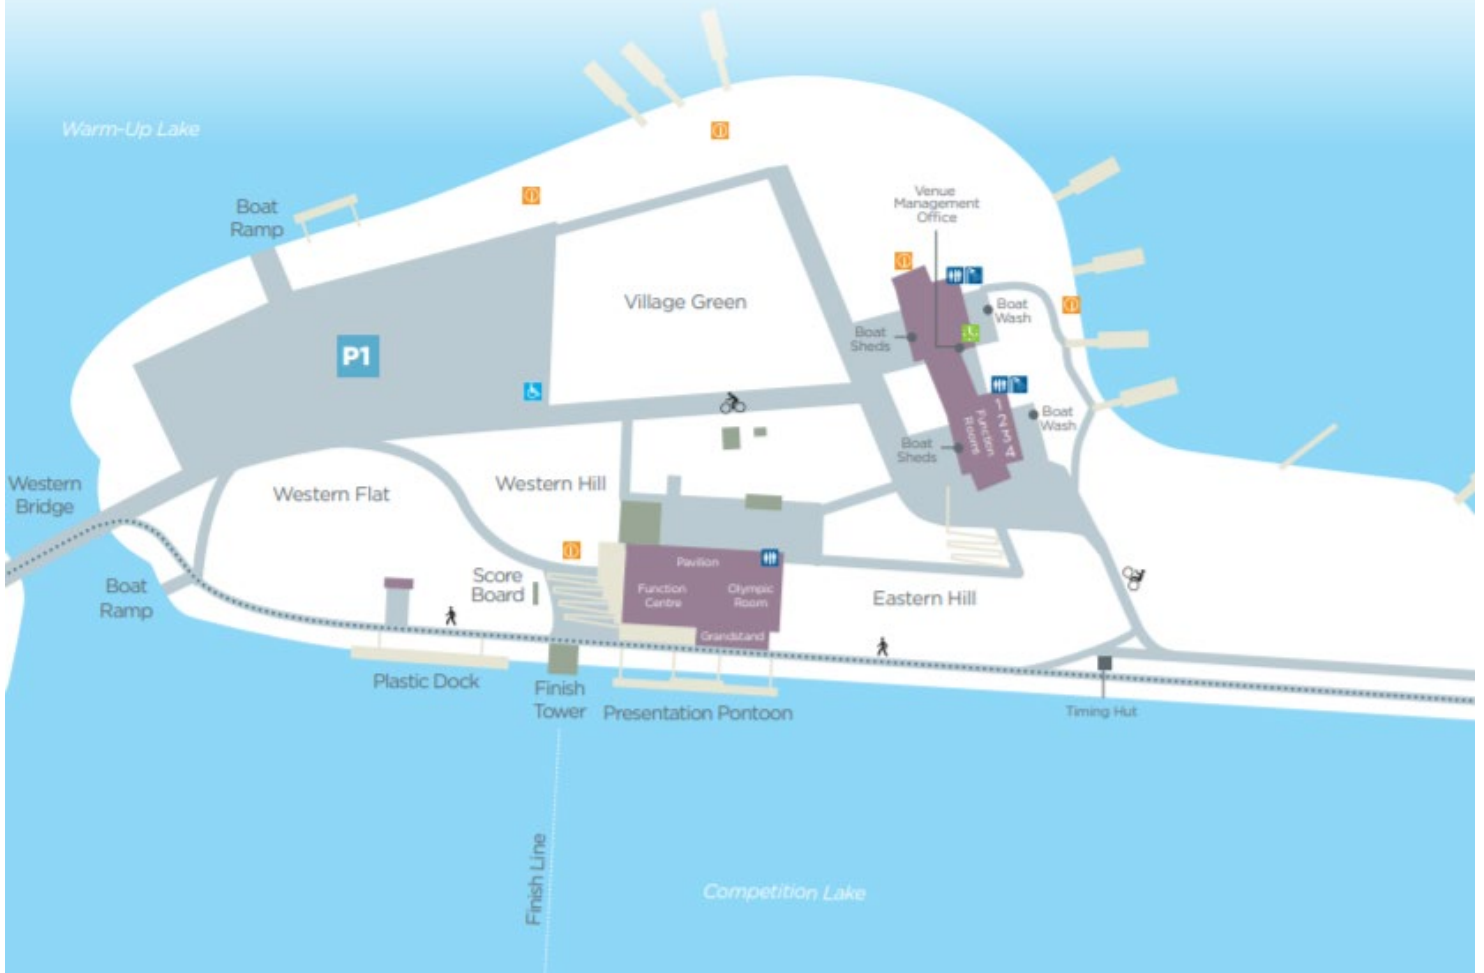 Warm-Up Lake
Boat
Ramp
Venue
Management
Office
Village Green
Boat
Wash
Boat
Sheds
P1
Boat
Wash
1 2 3 4
Function
Room
Boat
Sheds
Western
Bridge
Western Flat
Western Hill
Pavilion
Score
Board
Function
Centre
Olympic
Room
Boat
Ramp
Eastern Hill
Grandstand
Plastic Dock
Finish
Tower
Presentation Pontoon
Timing Hut
Finish Line
Competition Lake